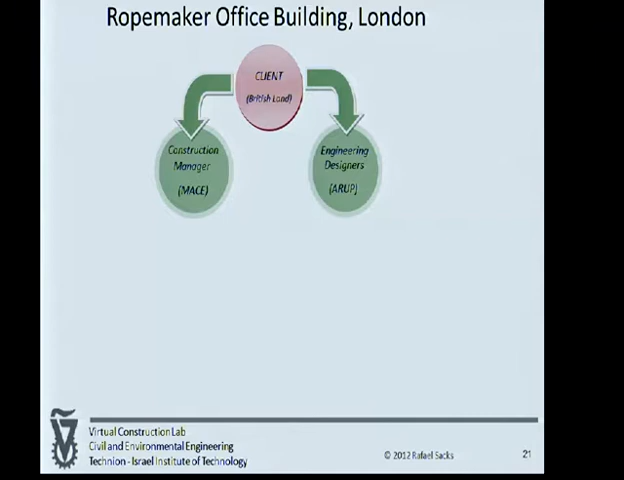 Ropemaker Office Building, London
CLIENT
(British Land)
Construction
Manager
(MACE)
Engineering
Designers
(ARUP)
Virtual Construction Lab
Civil and Environmental Engineering
Technion - Israel Institute of Technology
© 2012 Rafael Sacks
21